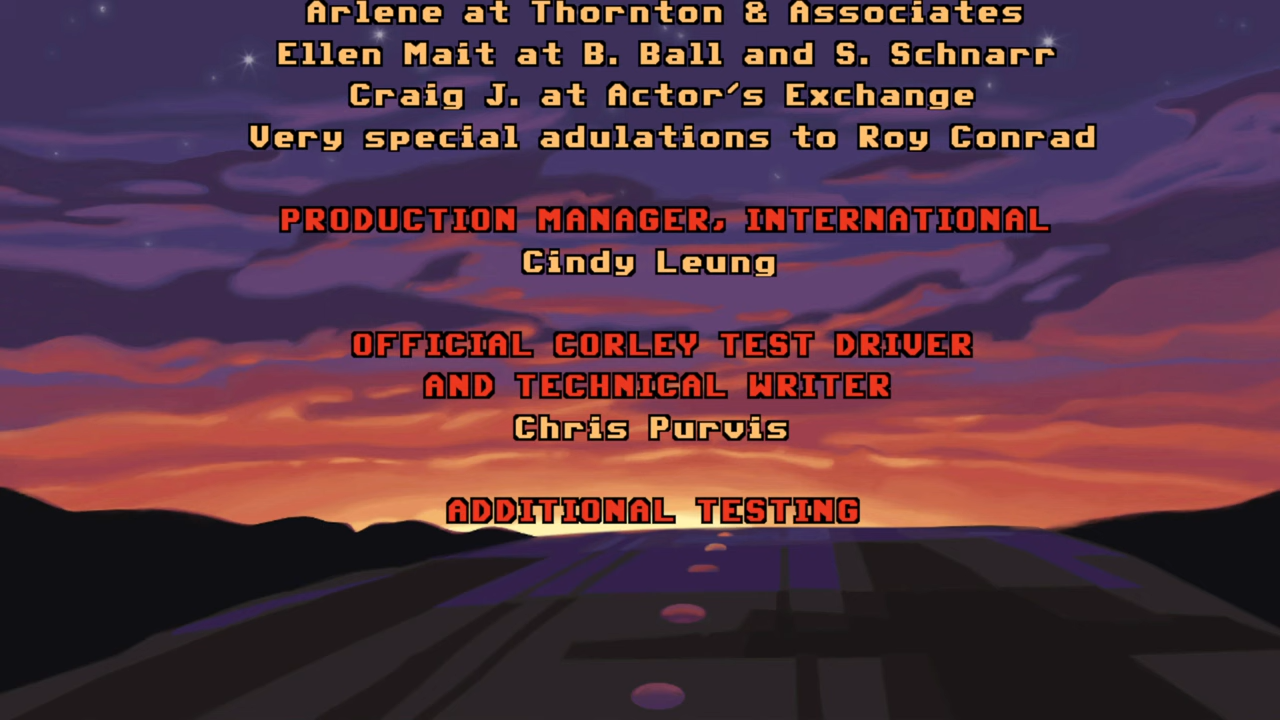 Arlene at Thornton & Associates
Ellen Mait at B. Ball and S. Schnarr
Craig J. at Actor's Exchange
Very special adulations to Roy Conrad
PRODUCTION MANAGER, INTERNATIONAL
Cindy Leung
OFFICIAL CORLEY TEST DRIVER
AND TECHNICAL WRITER
Chris Purvis
ADDITIONAL TESTING